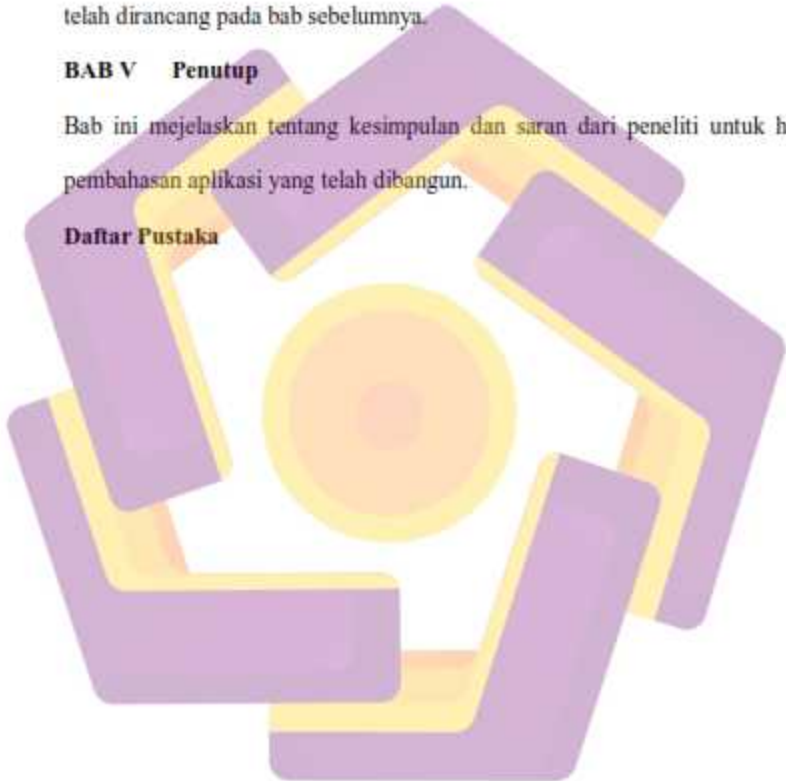 telah dirancang pada bab sebelumnya.
BAB V Penutup
Bab ini mejelaskan tentang kesimpulan dan saran dari peneliti untuk h
pembahasan aplikasi yang telah dibangun.
Daftar Pustaka